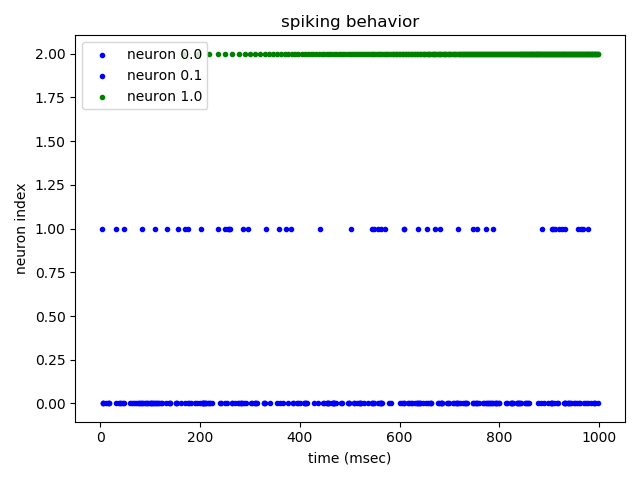 spiking behavior
neuron 0.0
neuron 0.1
neuron 1.0
neuron index
2.00
1.75
1.50
1.25
1.00
0.75
0.50
0.25
0.00
0 200 400 600 800 1000
time (msec)